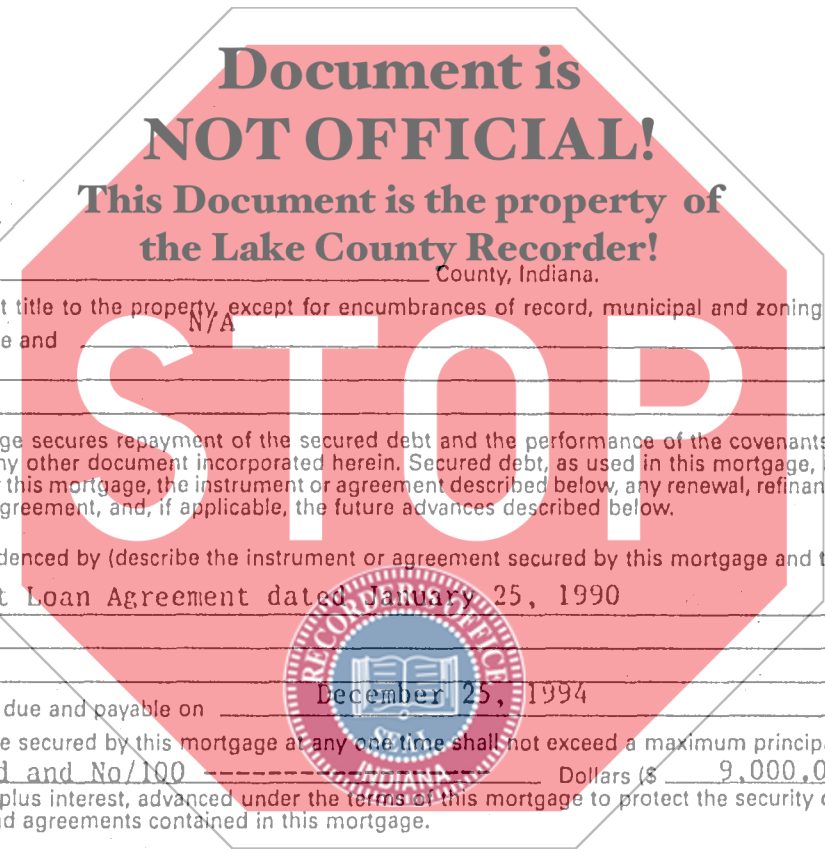 Document is
NOT OFFICIAL!
This Document is the property of
the Lake County Recorder!
County, Indiana.
t title to the property, except for encumbrances of record, municipal and zoning
N/A
e and
STOP
ge secures repayment of the secured debt and the performance of the covenants
ny other document incorporated herein. Secured debt, as used in this mortgage,
r this mortgage, the instrument or agreement described below, any renewal, refinan
greement, and, if applicable, the future advances described below.
denced by (describe the instrument or agreement secured by this mortgage and t
t Loan Agreement dated January 25, 1990
RECORDER'S OFFICE
December 25, 1994
due and payable on
SEAL
e secured by this mortgage at any one time shall not exceed a maximum principa
d and No/100 ---------------------------- Dollars ($ 9,000.0
INDIANA
plus interest, advanced under the terms of this mortgage to protect the security o
nd agreements contained in this mortgage.